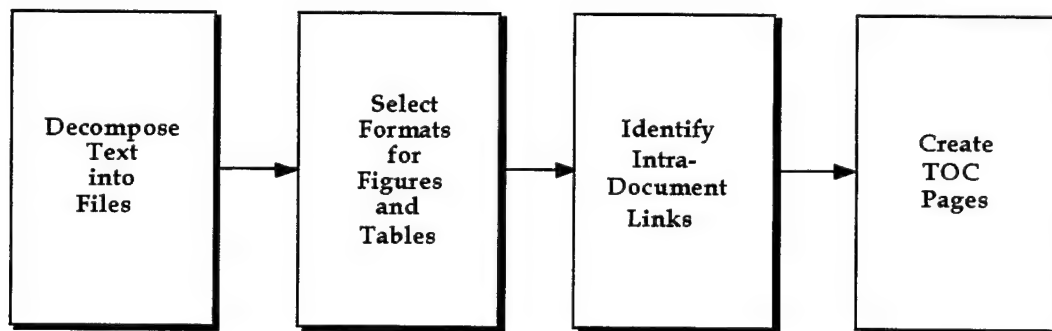 Decompose
Text
into
Files
Select
Formats
for
Figures
and
Tables
Identify
Intra-
Document
Links
Create
TOC
Pages